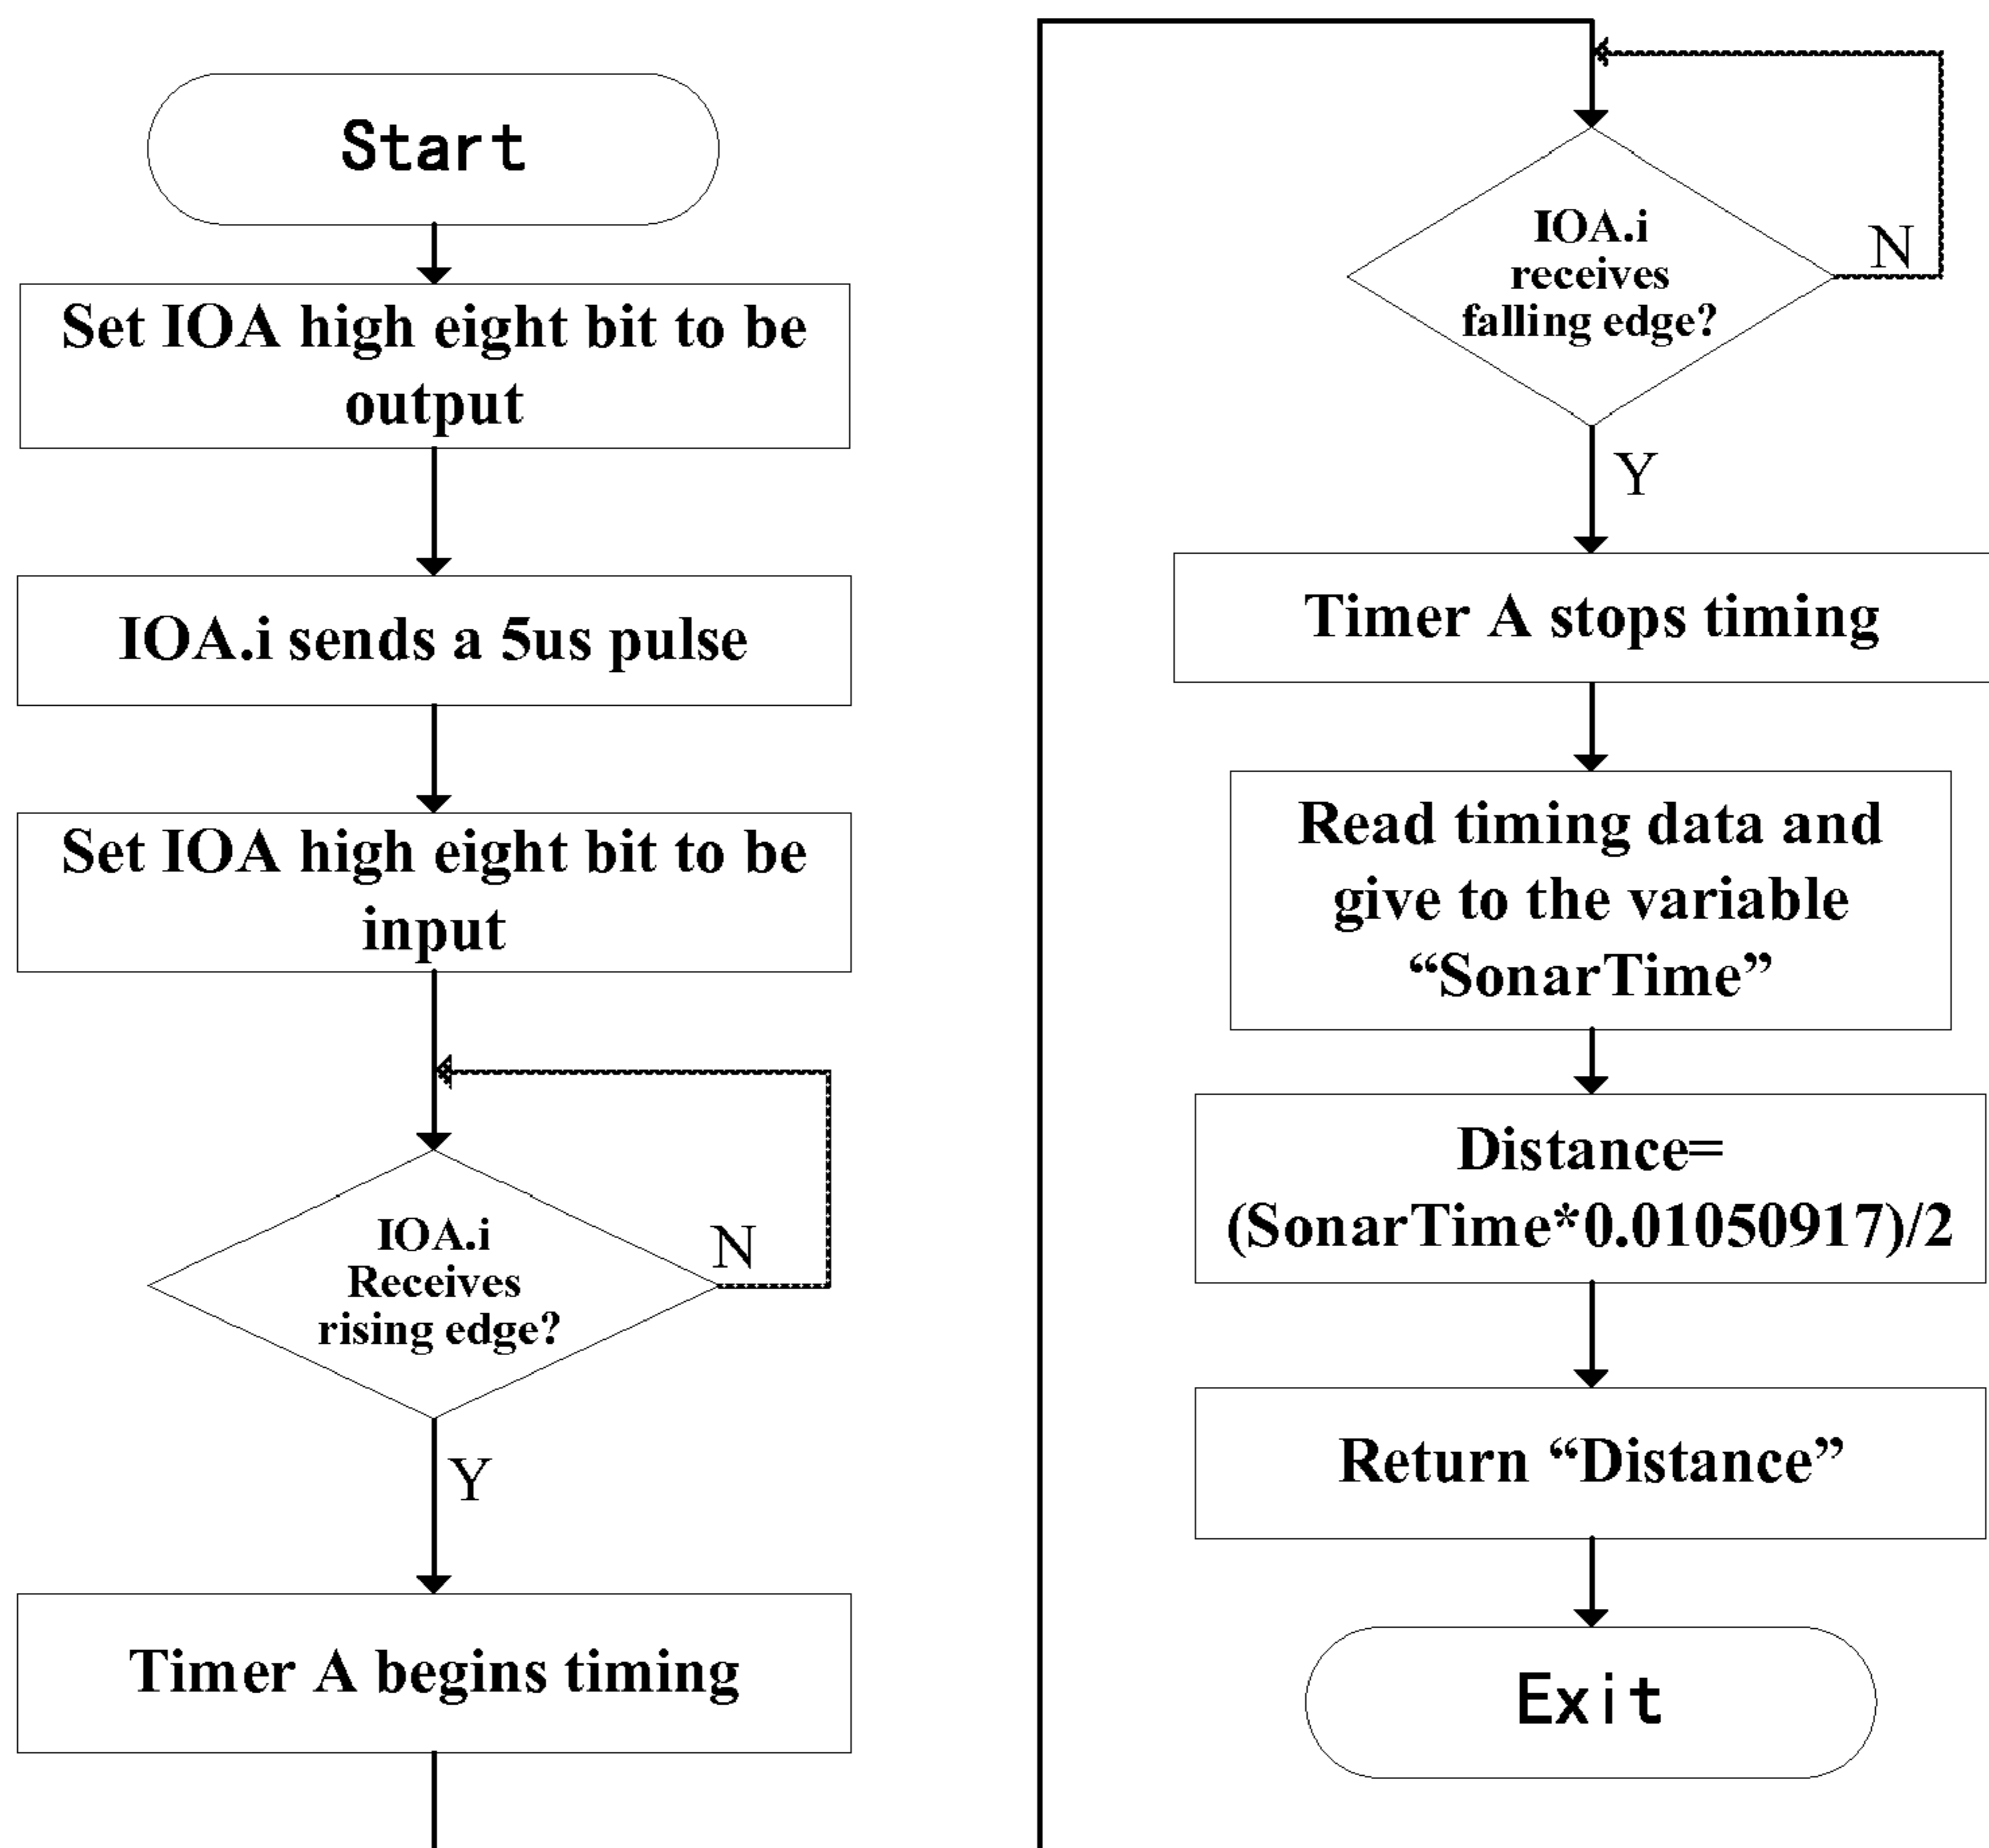 Start
Set IOA high eight bit to be
output
IOA.i sends a 5us pulse
Set IOA high eight bit to be
input
IOA.i
Receives
rising edge?
N
Y
Timer A begins timing
IOA.i
receives
falling edge?
N
Y
Timer A stops timing
Read timing data and
give to the variable
“SonarTime”
Distance=
(SonarTime*0.01050917)/2
Return “Distance”
Exit